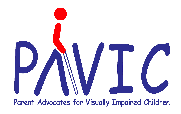 PAVIC
Parent Advocates for Visually Impaired Children.